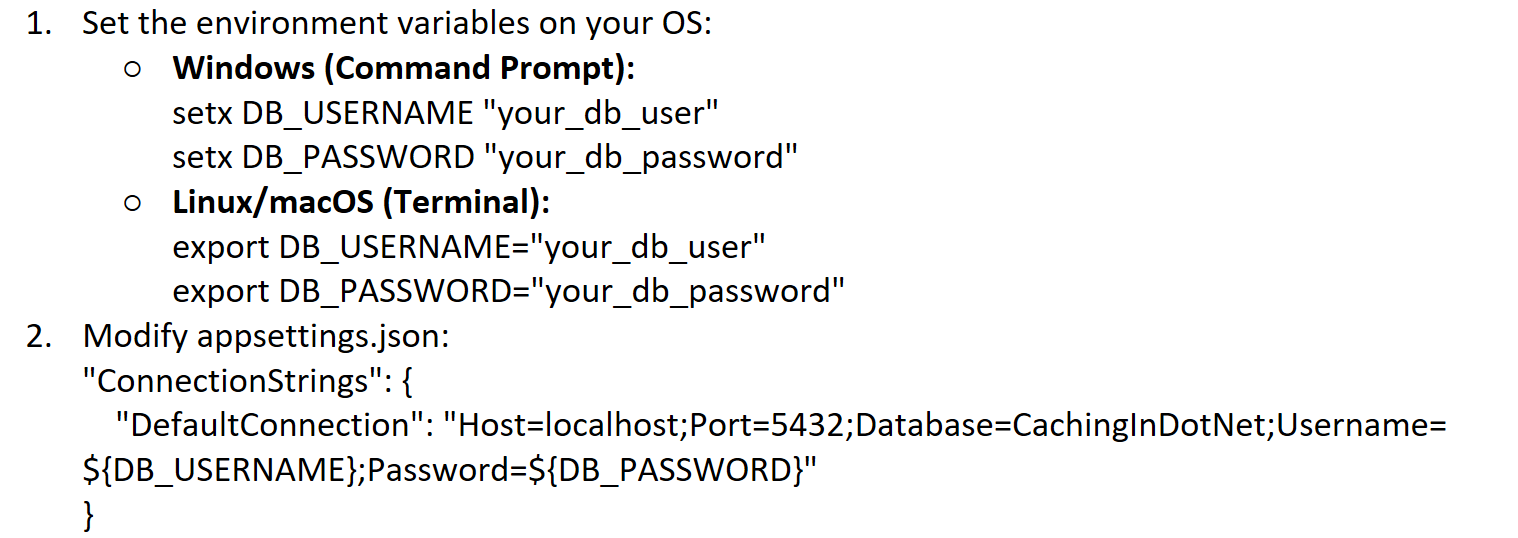 1. Set the environment variables on your OS:
○ Windows (Command Prompt):
setx DB_USERNAME "your_db_user"
setx DB_PASSWORD "your_db_password"
○ Linux/macOS (Terminal):
export DB_USERNAME="your_db_user"
export DB_PASSWORD="your_db_password"
2. Modify appsettings.json:
"ConnectionStrings": {
"DefaultConnection": "Host=localhost;Port=5432;Database=CachingInDotNet;Username=
${DB_USERNAME};Password=${DB_PASSWORD}"
}